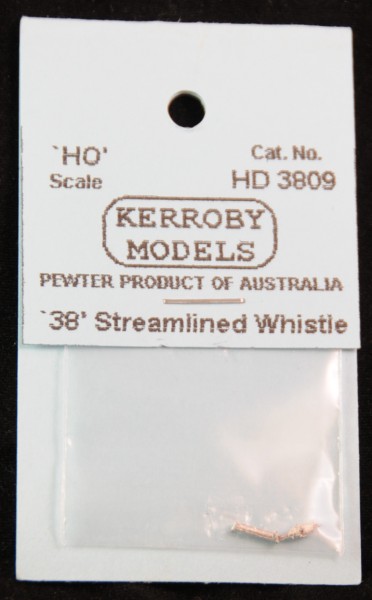 `HO'
Scale
Cat. No.
HD 3809
KERROBY
MODELS
PEWTER PRODUCT OF AUSTRALIA
`38' Streamlined Whistle